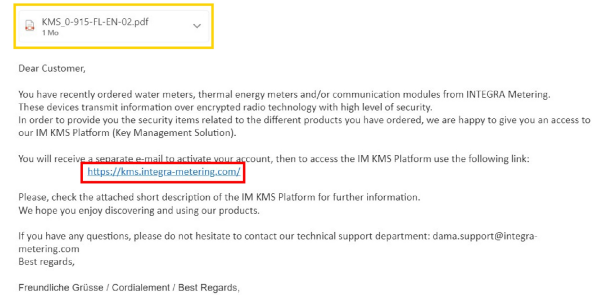 KMS_0-915-FL-EN-02.pdf
1 Mo
Dear Customer,
You have recently ordered water meters, thermal energy meters and/or communication modules from INTEGRA Metering.
These devices transmit information over encrypted radio technology with high level of security.
In order to provide you the security items related to the different products you have ordered, we are happy to give you an access to
our IM KMS Platform (Key Management Solution).
You will receive a separate e-mail to activate your account, then to access the IM KMS Platform use the following link:
https://kms.integra-metering.com/
Please, check the attached short description of the IM KMS Platform for further information.
We hope you enjoy discovering and using our products.
If you have any questions, please do not hesitate to contact our technical support department: dama.support@integra-
metering.com
Best regards,
Freundliche Grüsse / Cordialement / Best Regards,